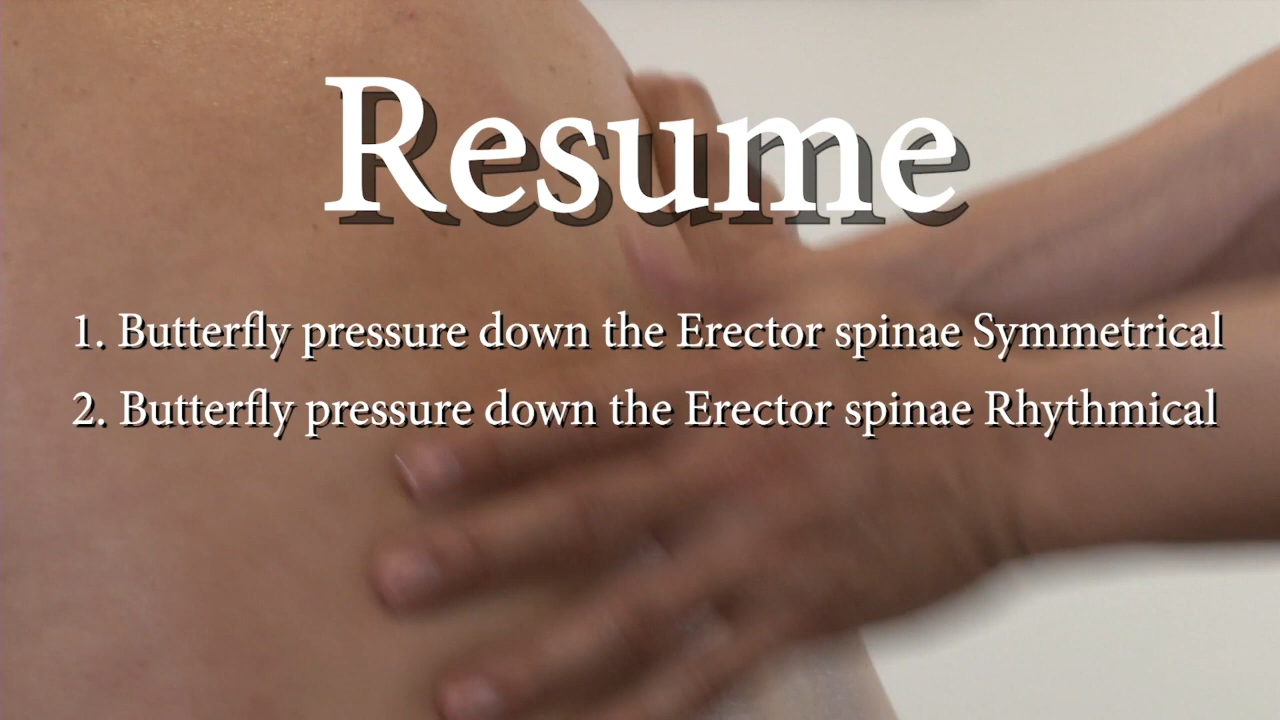 Resume
1. Butterfly pressure down the Erector spinae Symmetrical
2. Butterfly pressure down the Erector spinae Rhythmical